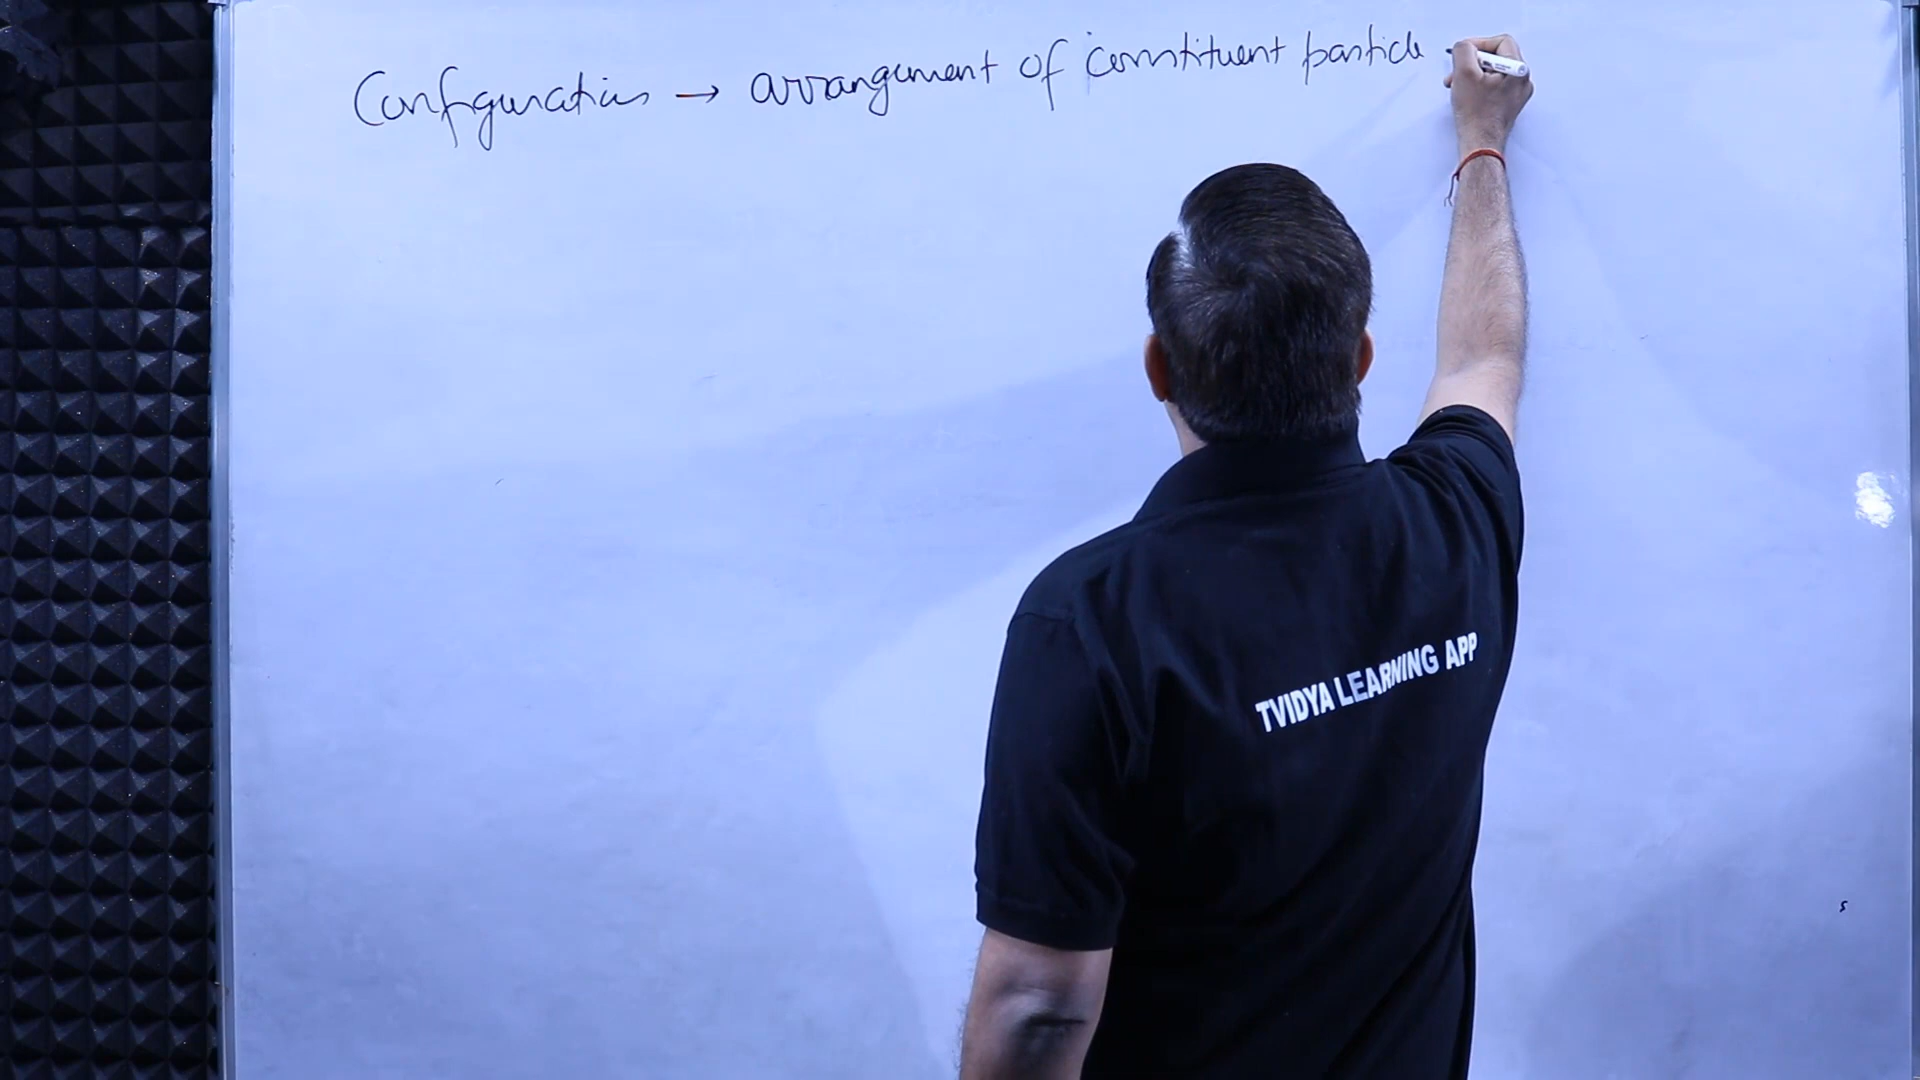 Configuration → arrangement of constituent particle
TVIDYA LEARNING APP